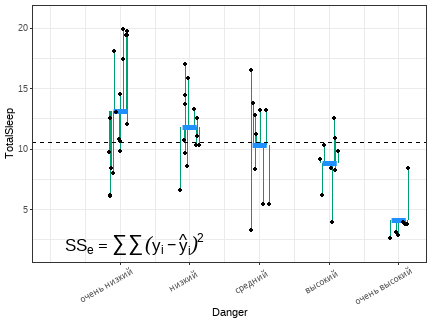 TotalSleep
20
15
10
5
SSₑ = ∑∑(yᵢ − ŷᵢ)²
очень низкий
низкий
средний
высокий
очень высокий
Danger